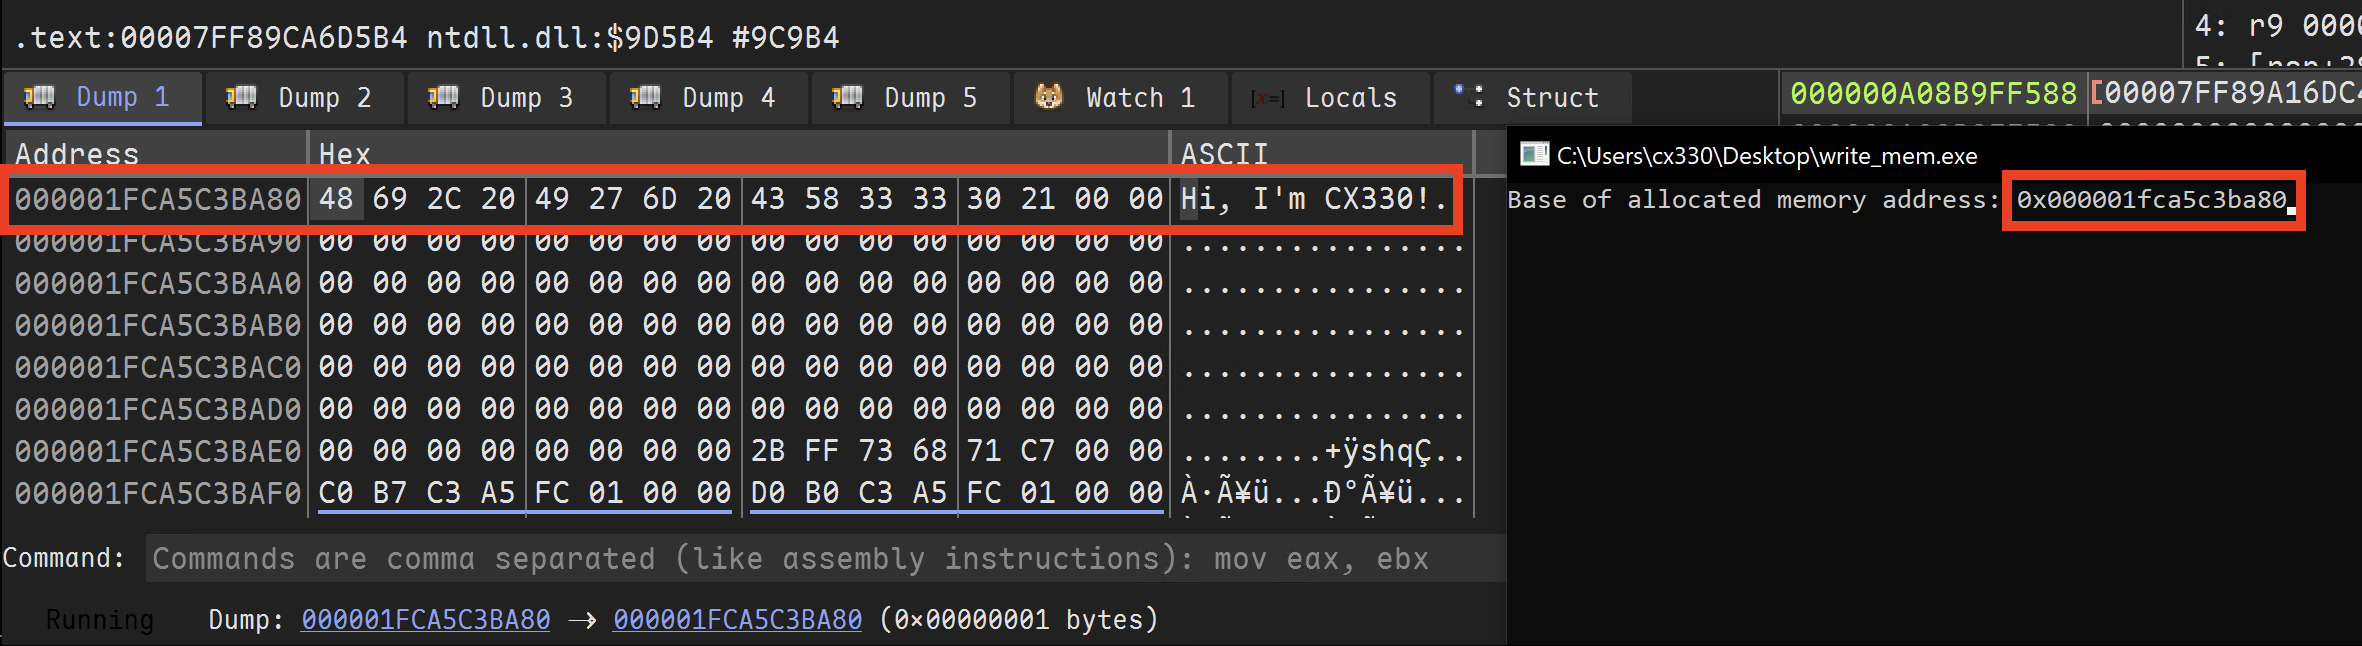 .text:00007FF89CA6D5B4 ntdll.dll:$9D5B4 #9C9B4
4: r9 000
Dump 1 Dump 2 Dump 3 Dump 4 Dump 5 Watch 1 [x=] Locals Struct
000000A08B9FF588 [00007FF89A16DC4
Address Hex ASCII
000001FCA5C3BA80 48 69 2C 20 49 27 6D 20 43 58 33 33 30 21 00 00 Hi, I'm CX330!.
000001FCA5C3BA90 00 00 00 00 00 00 00 00 00 00 00 00 00 00 00 00 ................
000001FCA5C3BAA0 00 00 00 00 00 00 00 00 00 00 00 00 00 00 00 00 ................
000001FCA5C3BAB0 00 00 00 00 00 00 00 00 00 00 00 00 00 00 00 00 ................
000001FCA5C3BAC0 00 00 00 00 00 00 00 00 00 00 00 00 00 00 00 00 ................
000001FCA5C3BAD0 00 00 00 00 00 00 00 00 00 00 00 00 00 00 00 00 ................
000001FCA5C3BAE0 00 00 00 00 00 00 00 00 2B FF 73 68 71 C7 00 00 ........+ÿshqÇ..
000001FCA5C3BAF0 C0 B7 C3 A5 FC 01 00 00 D0 B0 C3 A5 FC 01 00 00 À·Ã¥ü...Ð°Ã¥ü...
Command: Commands are comma separated (like assembly instructions): mov eax, ebx
Running Dump: 000001FCA5C3BA80 → 000001FCA5C3BA80 (0x00000001 bytes)
C:\Users\cx330\Desktop\write_mem.exe
Base of allocated memory address: 0x000001fca5c3ba80